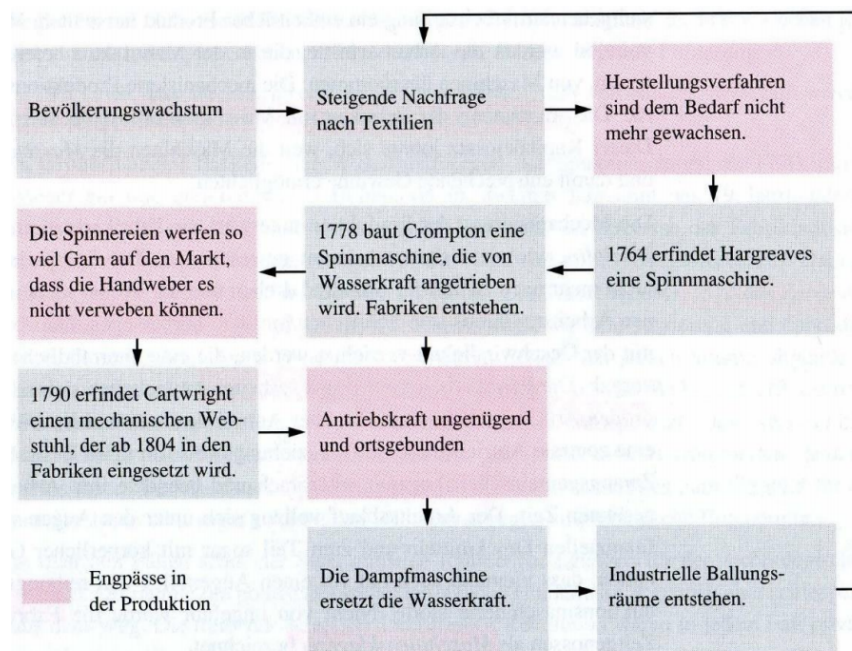 Bevölkerungswachstum
Steigende Nachfrage
nach Textilien
Herstellungsverfahren
sind dem Bedarf nicht
mehr gewachsen.
1764 erfindet Hargreaves
eine Spinnmaschine.
1778 baut Crompton eine
Spinnmaschine, die von
Wasserkraft angetrieben
wird. Fabriken entstehen.
Die Spinnereien werfen so
viel Garn auf den Markt,
dass die Handweber es
nicht verweben können.
1790 erfindet Cartwright
einen mechanischen Web-
stuhl, der ab 1804 in den
Fabriken eingesetzt wird.
Antriebskraft ungenügend
und ortsgebunden
Die Dampfmaschine
ersetzt die Wasserkraft.
Industrielle Ballungs-
räume entstehen.
Engpässe in
der Produktion